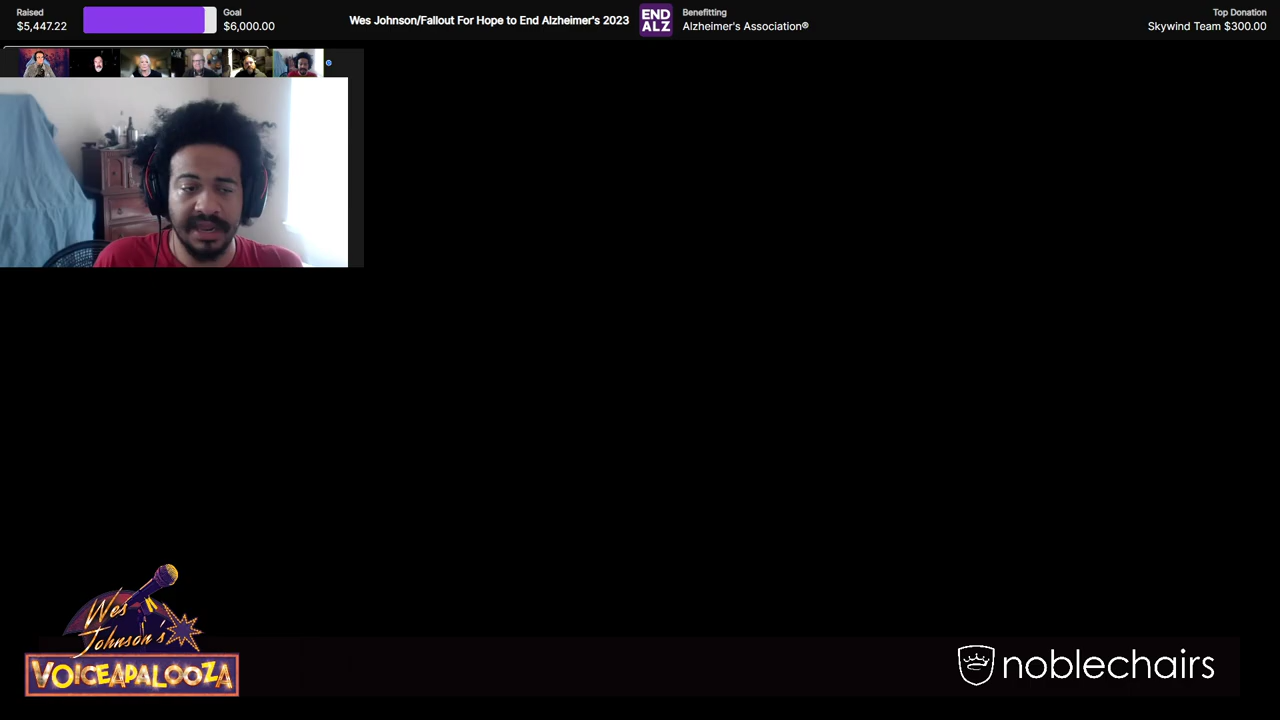 Raised
$5,447.22
Goal
$6,000.00
Wes Johnson/Fallout For Hope to End Alzheimer's 2023
END
ALZ
Benefitting
Alzheimer's Association®
Top Donation
Skywind Team $300.00
Wes
Johnson's
VOICEAPALOOZA
noblechairs